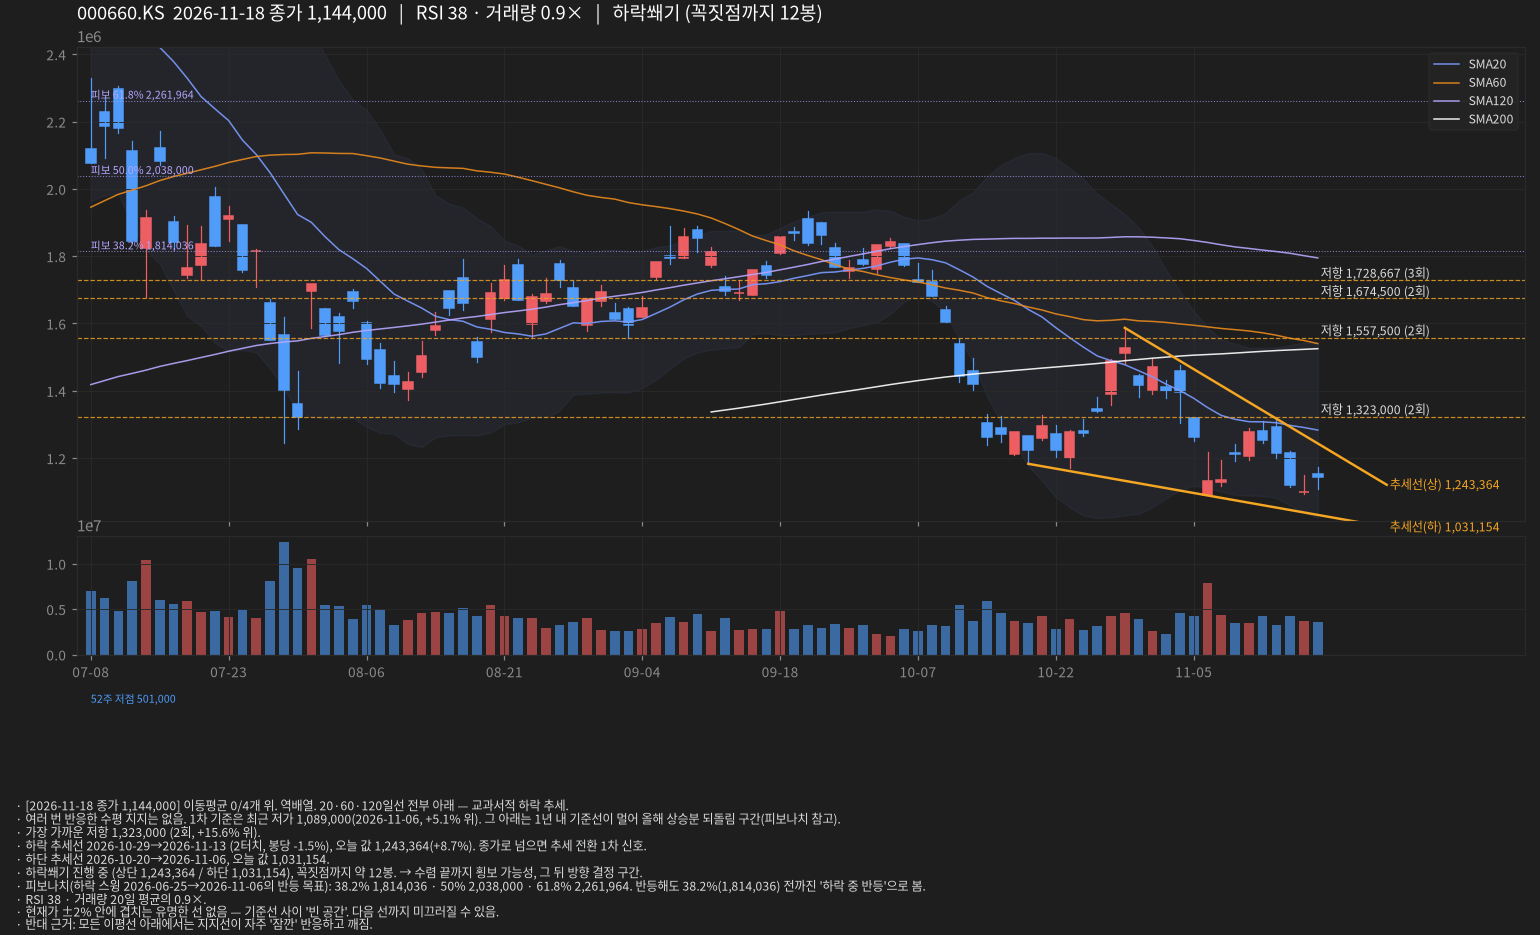 000660.KS 2026-11-18 종가 1,144,000 | RSI 38 · 거래량 0.9× | 하락쐐기 (꼭짓점까지 12봉)
1e6
2.4
2.2
2.0
1.8
1.6
1.4
1.2
SMA20
SMA60
SMA120
SMA200
피보 61.8% 2,261,964
피보 50.0% 2,038,000
피보 38.2% 1,814,036
저항 1,728,667 (3회)
저항 1,674,500 (2회)
저항 1,557,500 (2회)
저항 1,323,000 (2회)
추세선(상) 1,243,364
추세선(하) 1,031,154
1e7
1.0
0.5
0.0
07-08
07-23
08-06
08-21
09-04
09-18
10-07
10-22
11-05
52주 저점 501,000
· [2026-11-18 종가 1,144,000] 이동평균 0/4개 위. 역배열. 20·60·120일선 전부 아래 — 교과서적 하락 추세.
· 여러 번 반응한 수평 지지는 없음. 1차 기준은 최근 저가 1,089,000(2026-11-06, +5.1% 위). 그 아래는 1년 내 기준선이 멀어 올해 상승분 되돌림 구간(피보나치 참고).
· 가장 가까운 저항 1,323,000 (2회, +15.6% 위).
· 하락 추세선 2026-10-29→2026-11-13 (2터치, 봉당 -1.5%), 오늘 값 1,243,364(+8.7%). 종가로 넘으면 추세 전환 1차 신호.
· 하단 추세선 2026-10-20→2026-11-06, 오늘 값 1,031,154.
· 하락쐐기 진행 중 (상단 1,243,364 / 하단 1,031,154), 꼭짓점까지 약 12봉. → 수렴 끝까지 횡보 가능성, 그 뒤 방향 결정 구간.
· 피보나치(하락 스윙 2026-06-25→2026-11-06의 반등 목표): 38.2% 1,814,036 · 50% 2,038,000 · 61.8% 2,261,964. 반등해도 38.2%(1,814,036) 전까진 '하락 중 반등'으로 봄.
· RSI 38 · 거래량 20일 평균의 0.9×.
· 현재가 ±2% 안에 겹치는 유명한 선 없음 — 기준선 사이 '빈 공간'. 다음 선까지 미끄러질 수 있음.
· 반대 근거: 모든 이평선 아래에서는 지지선이 자주 '잠깐' 반응하고 깨짐.